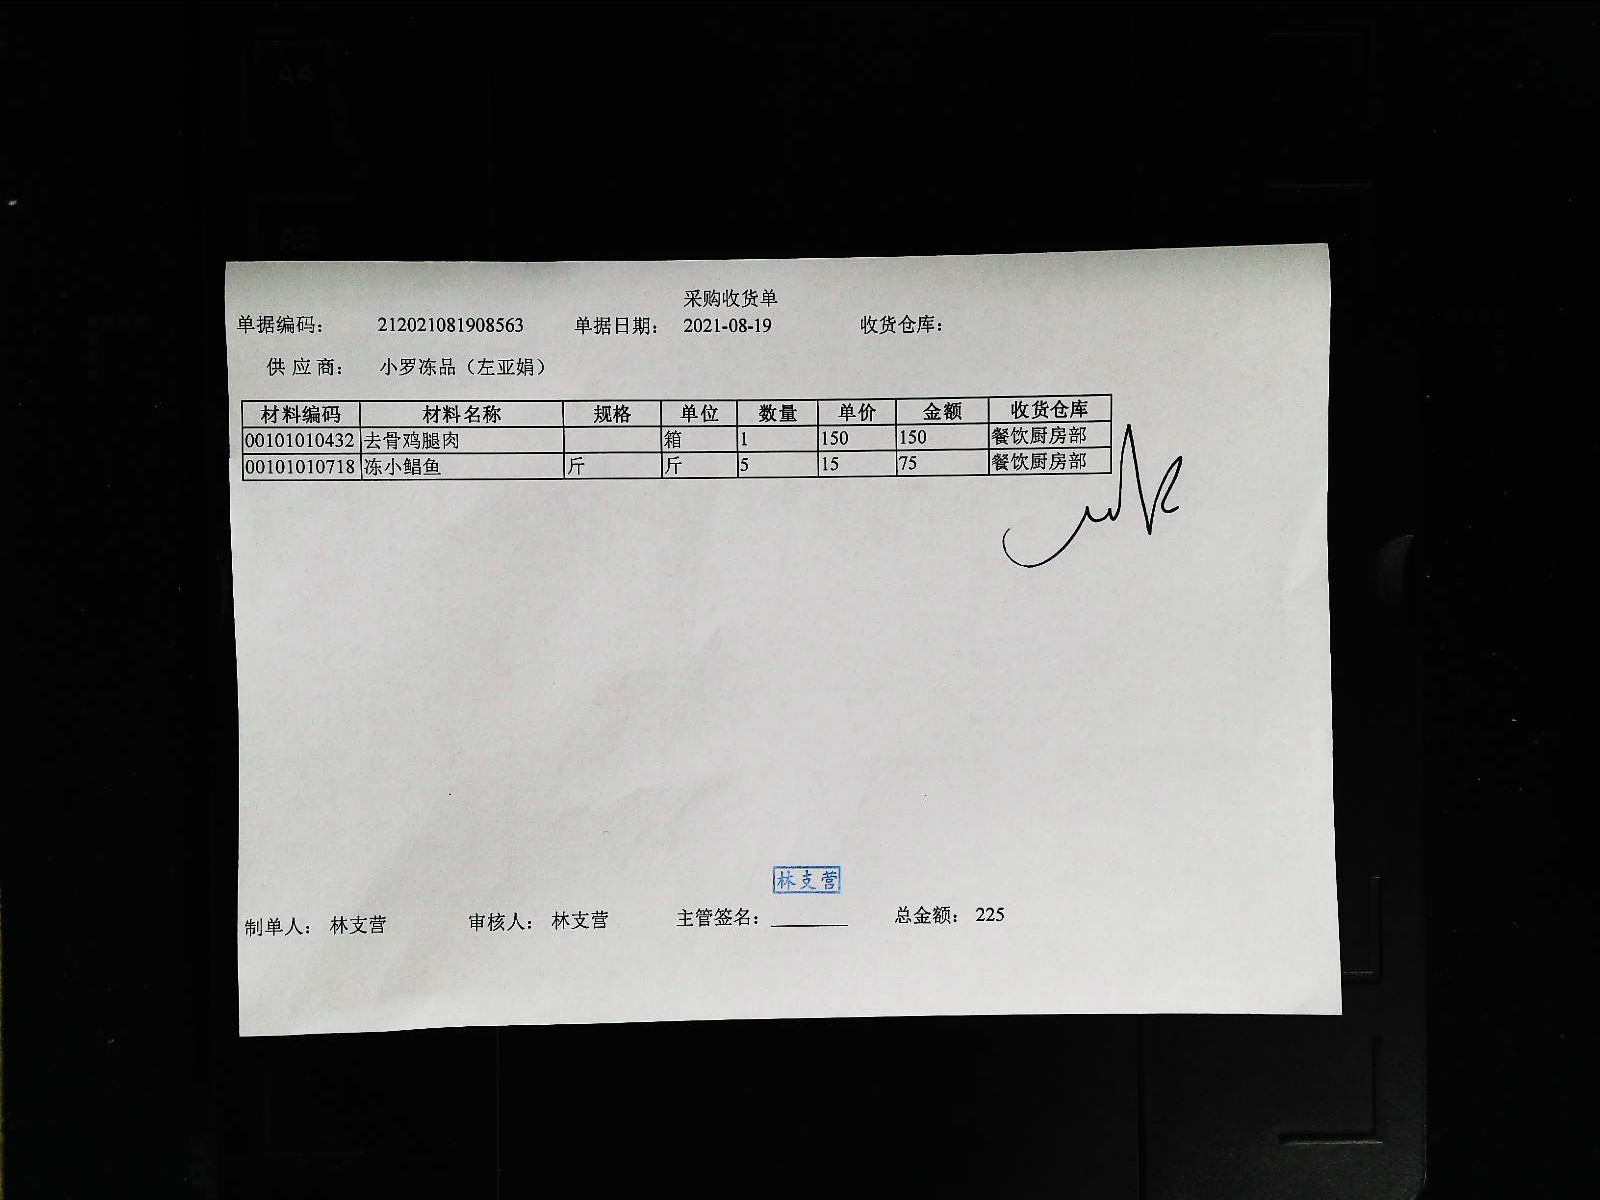 采购收货单
单据编码： 212021081908563 单据日期： 2021-08-19 收货仓库：
供应商： 小罗冻品（左亚娟）
材料编码 材料名称 规格 单位 数量 单价 金额 收货仓库
00101010432 去骨鸡腿肉 箱 1 150 150 餐饮厨房部
00101010718 冻小鲳鱼 斤 斤 5 15 75 餐饮厨房部
林支营
制单人： 林支营 审核人： 林支营 主管签名： 总金额： 225